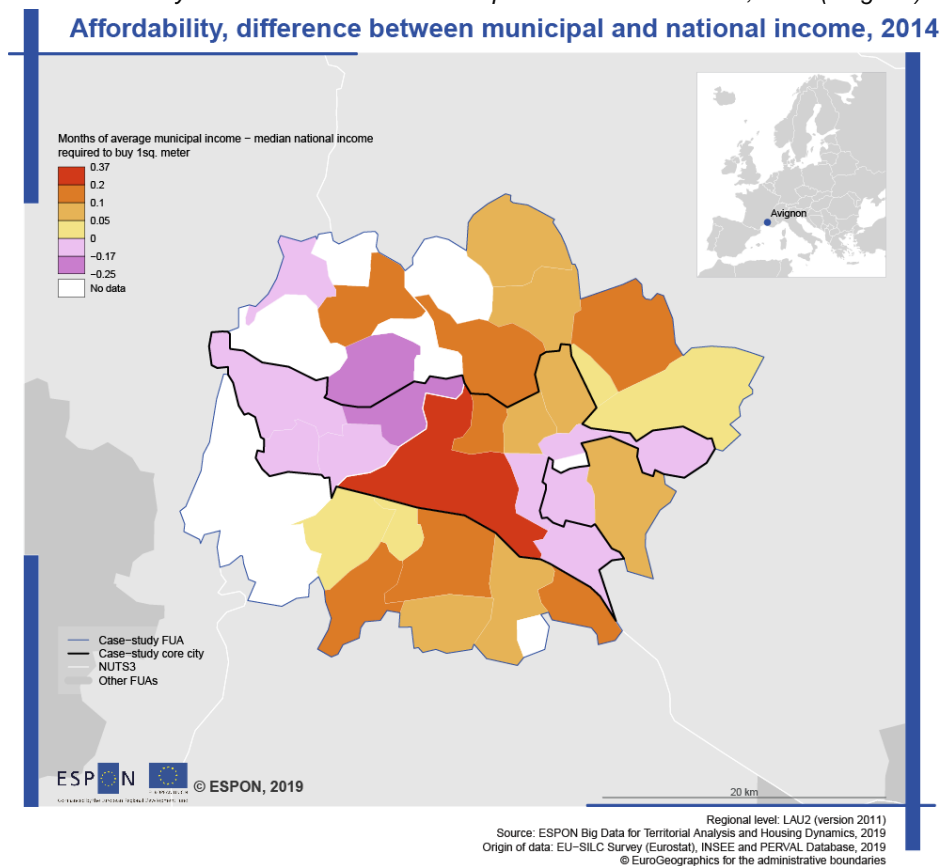 Affordability, difference between municipal and national income, 2014
Months of average municipal income − median national income
required to buy 1sq. meter
0.37
0.2
0.1
0.05
0
−0.17
−0.25
No data
Avignon
Case−study FUA
Case−study core city
NUTS3
Other FUAs
ESPON
© ESPON, 2019
20 km
Regional level: LAU2 (version 2011)
Source: ESPON Big Data for Territorial Analysis and Housing Dynamics, 2019
Origin of data: EU−SILC Survey (Eurostat), INSEE and PERVAL Database, 2019
© EuroGeographics for the administrative boundaries